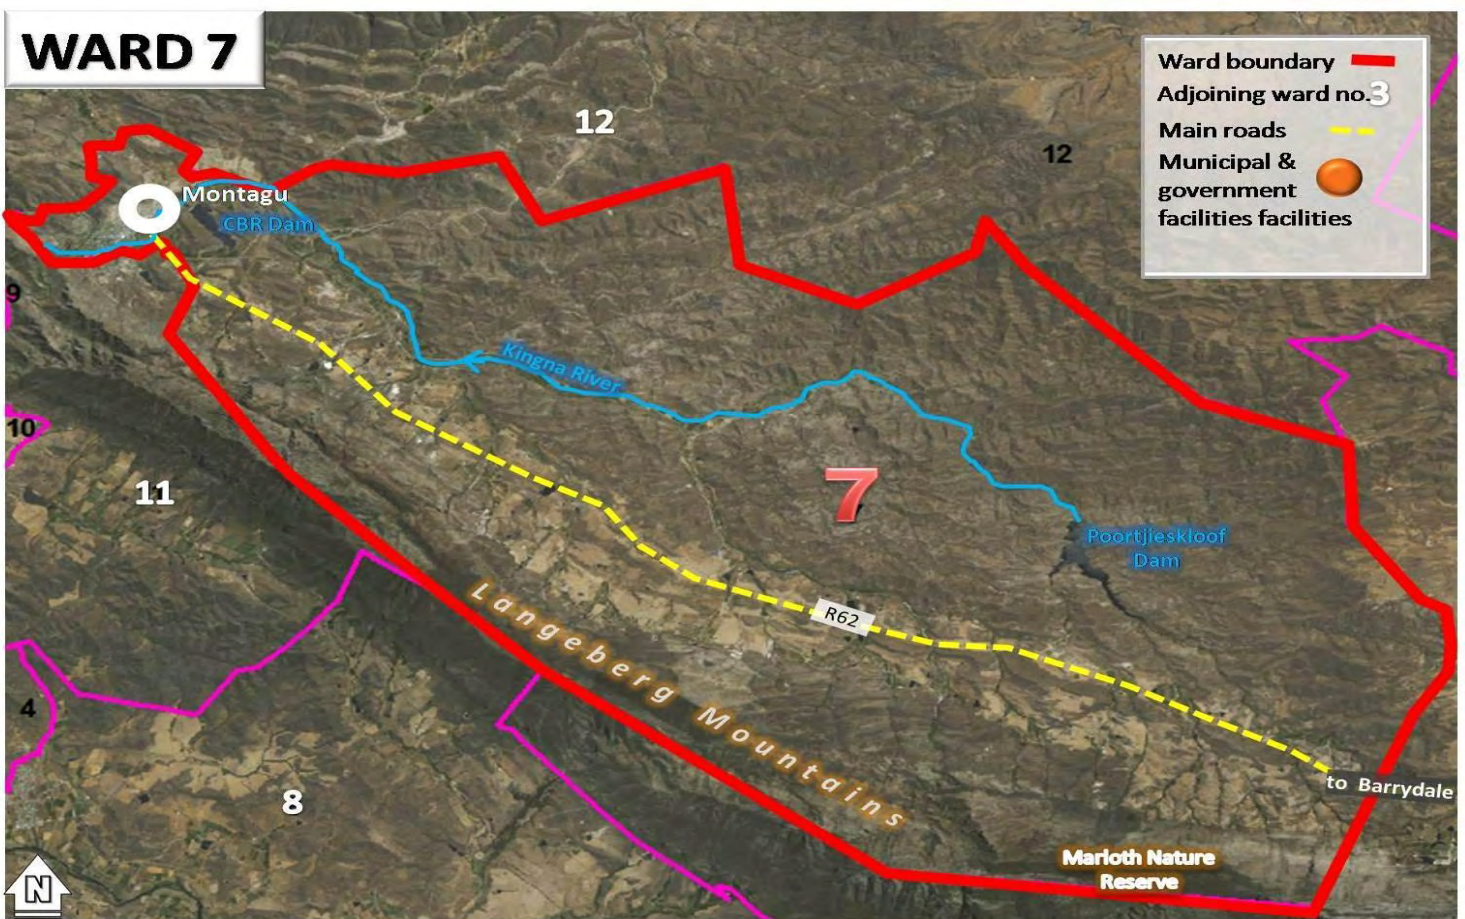 WARD 7
Ward boundary
Adjoining ward no.3
Main roads
Municipal &
government
facilities facilities
12
12
Montagu
CBR Dam
9
Kingna River
10
11
7
Poortjieskloof
Dam
R62
Langeberg Mountains
4
8
to Barrydale
Marloth Nature
Reserve
N